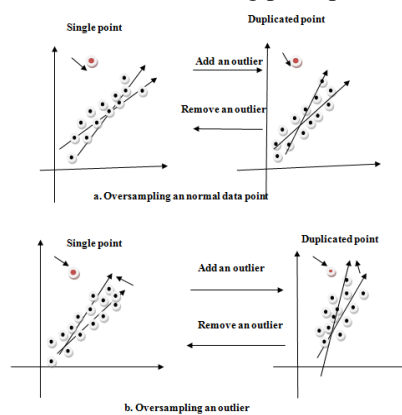 Single point
Duplicated point
Add an outlier
Remove an outlier
a. Oversampling an normal data point
Single point
Duplicated point
Add an outlier
Remove an outlier
b. Oversampling an outlier